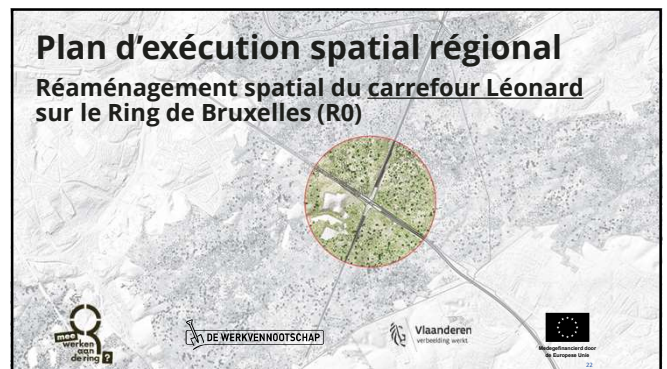 Plan d’exécution spatial régional
Réaménagement spatial du carrefour Léonard
sur le Ring de Bruxelles (R0)
mee
werken
aan
de ring ?
DE WERKVENNOOTSCHAP
Vlaanderen
verbeelding werkt
Medegefinancierd door
de Europese Unie
22